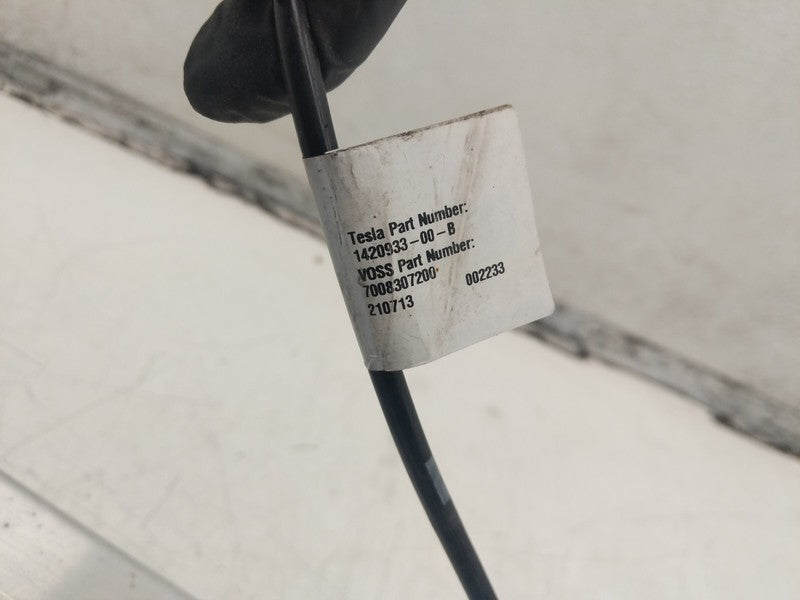 Tesla Part Number:
1420933-00-B
VOSS Part Number:
7008307200 002233
210713